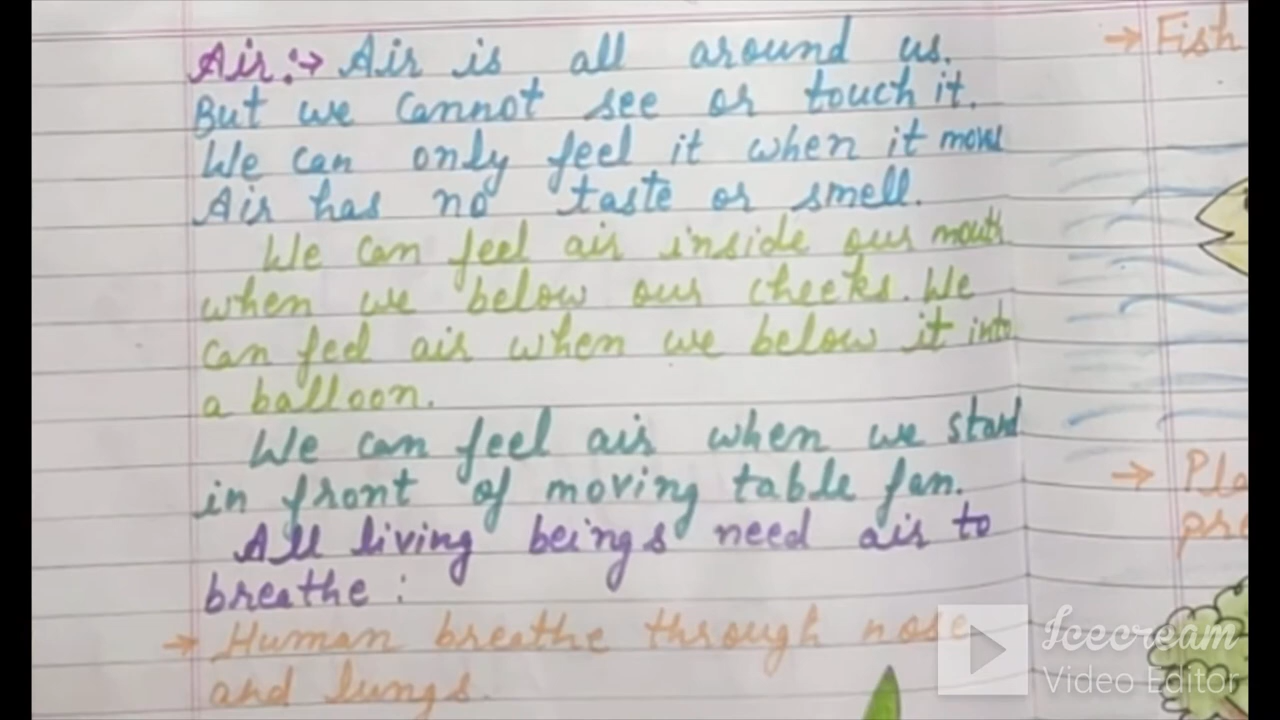 Air:→ Air is all around us.
But we cannot see or touch it.
We can only feel it when it moves
Air has no taste or smell.
We can feel air inside our mouth
when we below our cheeks. We
can feel air when we below it into
a balloon.
We can feel air when we stand
in front of moving table fan.
All living beings need air to
breathe:
→ Human breathe through nose
and lungs.
→ Fish
→ Pla
pro
Icecream
Video Editor